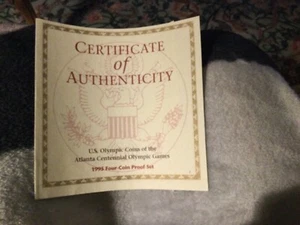 CERTIFICATE
of
AUTHENTICITY
U.S. Olympic Coins of the
Atlanta Centennial Olympic Games
1995 Four-Coin Proof Set